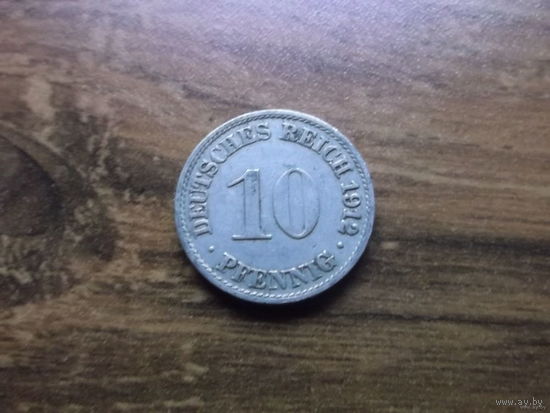 DEUTSCHES REICH 1912
10
· PFENNIG ·
www.ay.by